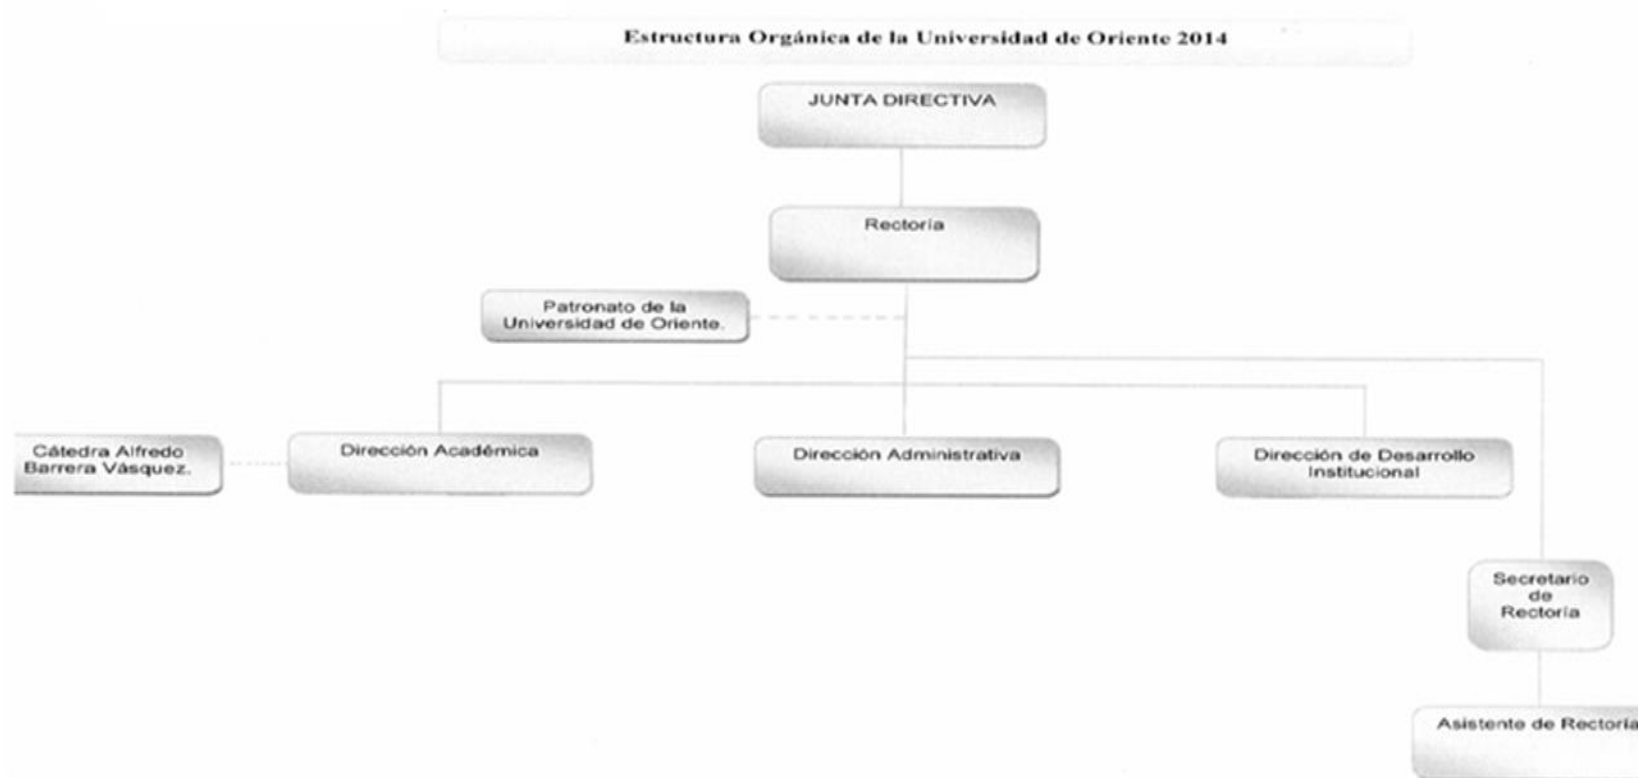 Estructura Orgánica de la Universidad de Oriente 2014
JUNTA DIRECTIVA
Rectoría
Patronato de la
Universidad de Oriente.
Cátedra Alfredo
Barrera Vásquez.
Dirección Académica
Dirección Administrativa
Dirección de Desarrollo
Institucional
Secretario
de
Rectoría
Asistente de Rectoría